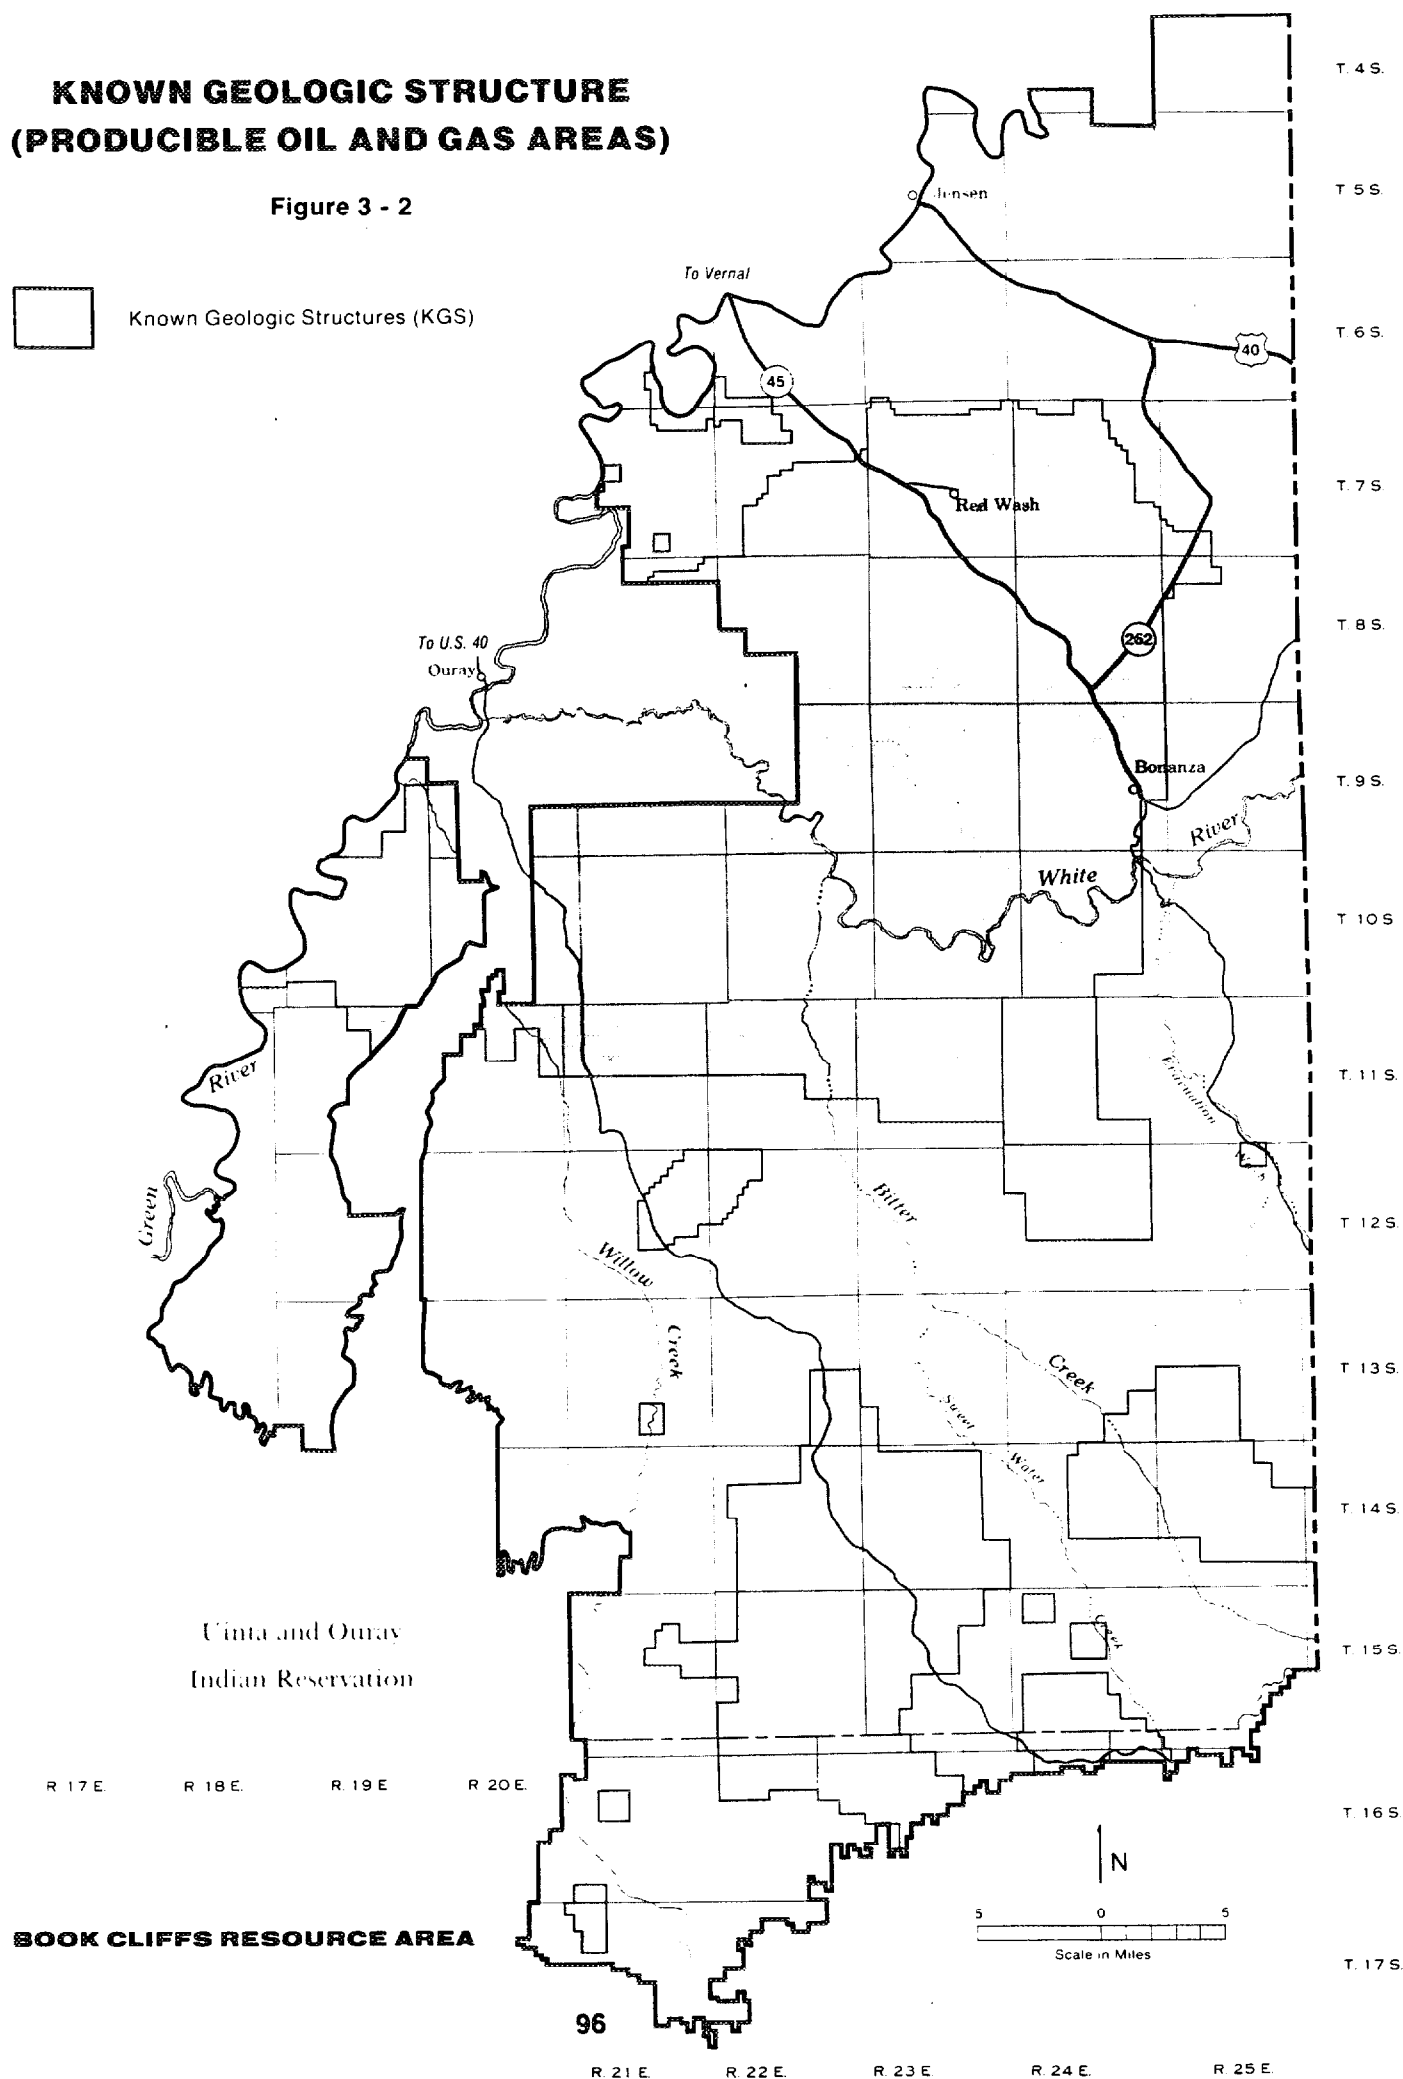 KNOWN GEOLOGIC STRUCTURE
(PRODUCIBLE OIL AND GAS AREAS)
Figure 3 - 2
Known Geologic Structures (KGS)
T. 4 S.
Jensen
T 5 S.
To Vernal
T. 6 S.
40
45
Red Wash
T. 7 S.
To U.S. 40
Ouray
262
T. 8 S.
Bonanza
T. 9 S.
River
White
T 10 S
River
Evacuation
T. 11 S.
Green
Bitter
Willow
T 12 S.
Creek
Creek
T 13 S.
Sweet
Water
T. 14 S.
Creek
Uinta and Ouray
Indian Reservation
T. 15 S.
R 17 E.
R 18 E.
R. 19 E
R. 20 E.
T. 16 S.
N
5 0 5
Scale in Miles
BOOK CLIFFS RESOURCE AREA
T. 17 S.
96
R. 21 E.
R. 22 E.
R. 23 E.
R. 24 E.
R. 25 E.